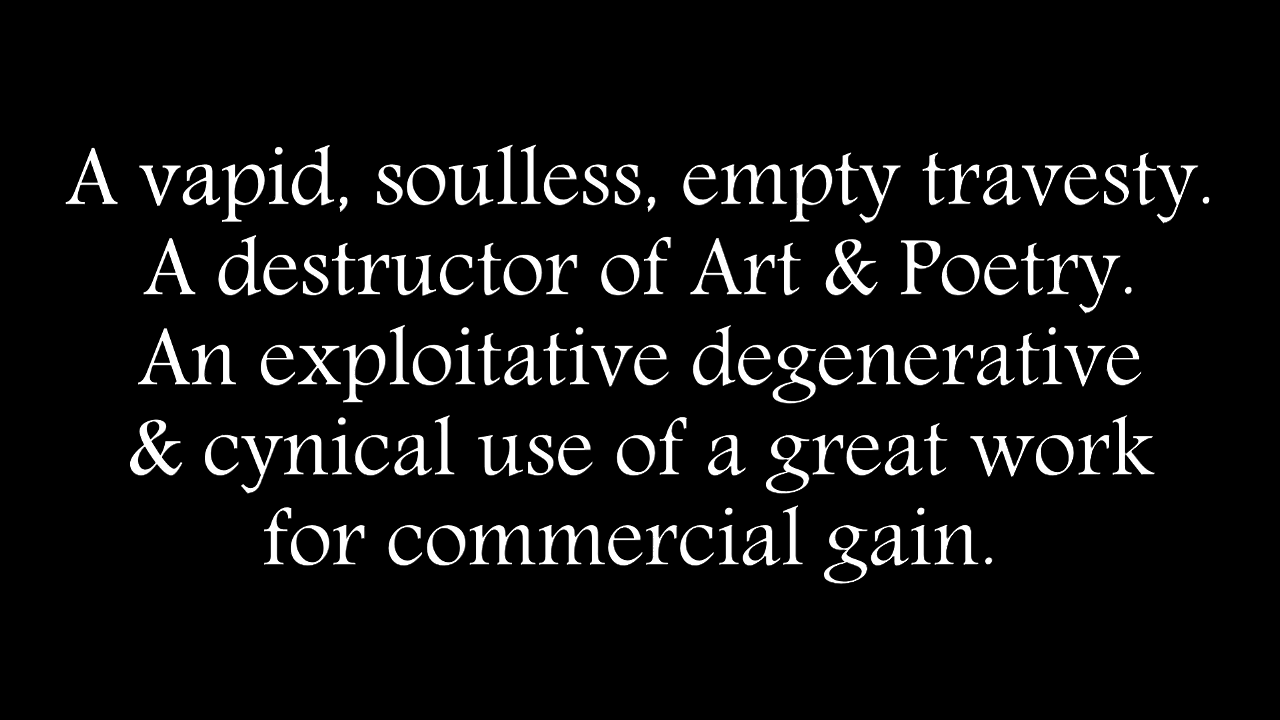 A vapid, soulless, empty travesty.
A destructor of Art & Poetry.
An exploitative degenerative
& cynical use of a great work
for commercial gain.